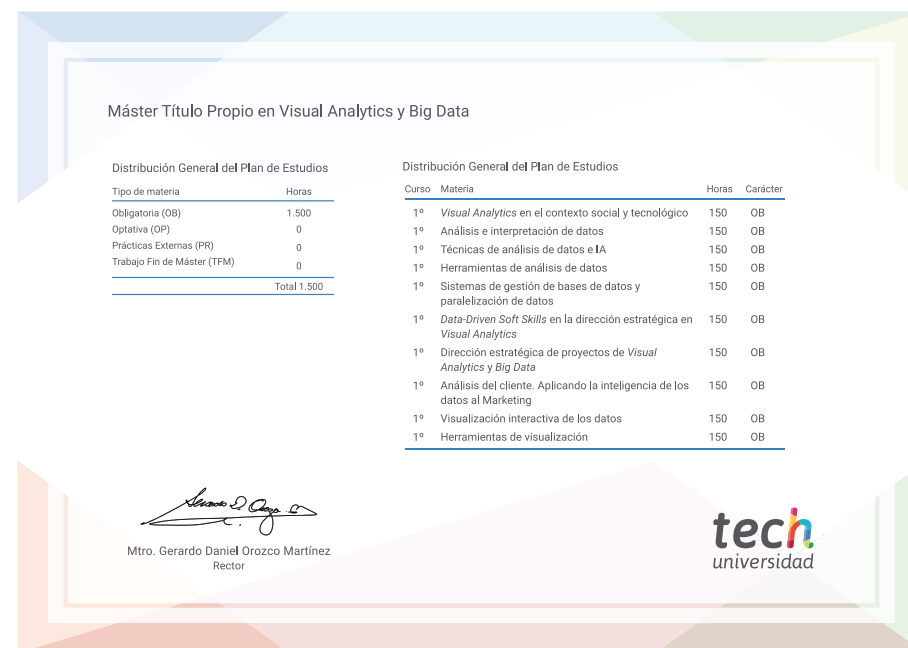 Máster Título Propio en Visual Analytics y Big Data
Distribución General del Plan de Estudios
Tipo de materia Horas
Obligatoria (OB) 1.500
Optativa (OP) 0
Prácticas Externas (PR) 0
Trabajo Fin de Máster (TFM) 0
Total 1.500
Distribución General del Plan de Estudios
Curso Materia Horas Carácter
1º Visual Analytics en el contexto social y tecnológico 150 OB
1º Análisis e interpretación de datos 150 OB
1º Técnicas de análisis de datos e IA 150 OB
1º Herramientas de análisis de datos 150 OB
1º Sistemas de gestión de bases de datos y 150 OB
paralelización de datos
1º Data-Driven Soft Skills en la dirección estratégica en 150 OB
Visual Analytics
1º Dirección estratégica de proyectos de Visual 150 OB
Analytics y Big Data
1º Análisis del cliente. Aplicando la inteligencia de los 150 OB
datos al Marketing
1º Visualización interactiva de los datos 150 OB
1º Herramientas de visualización 150 OB
Mtro. Gerardo Daniel Orozco Martínez
Rector
tech
universidad